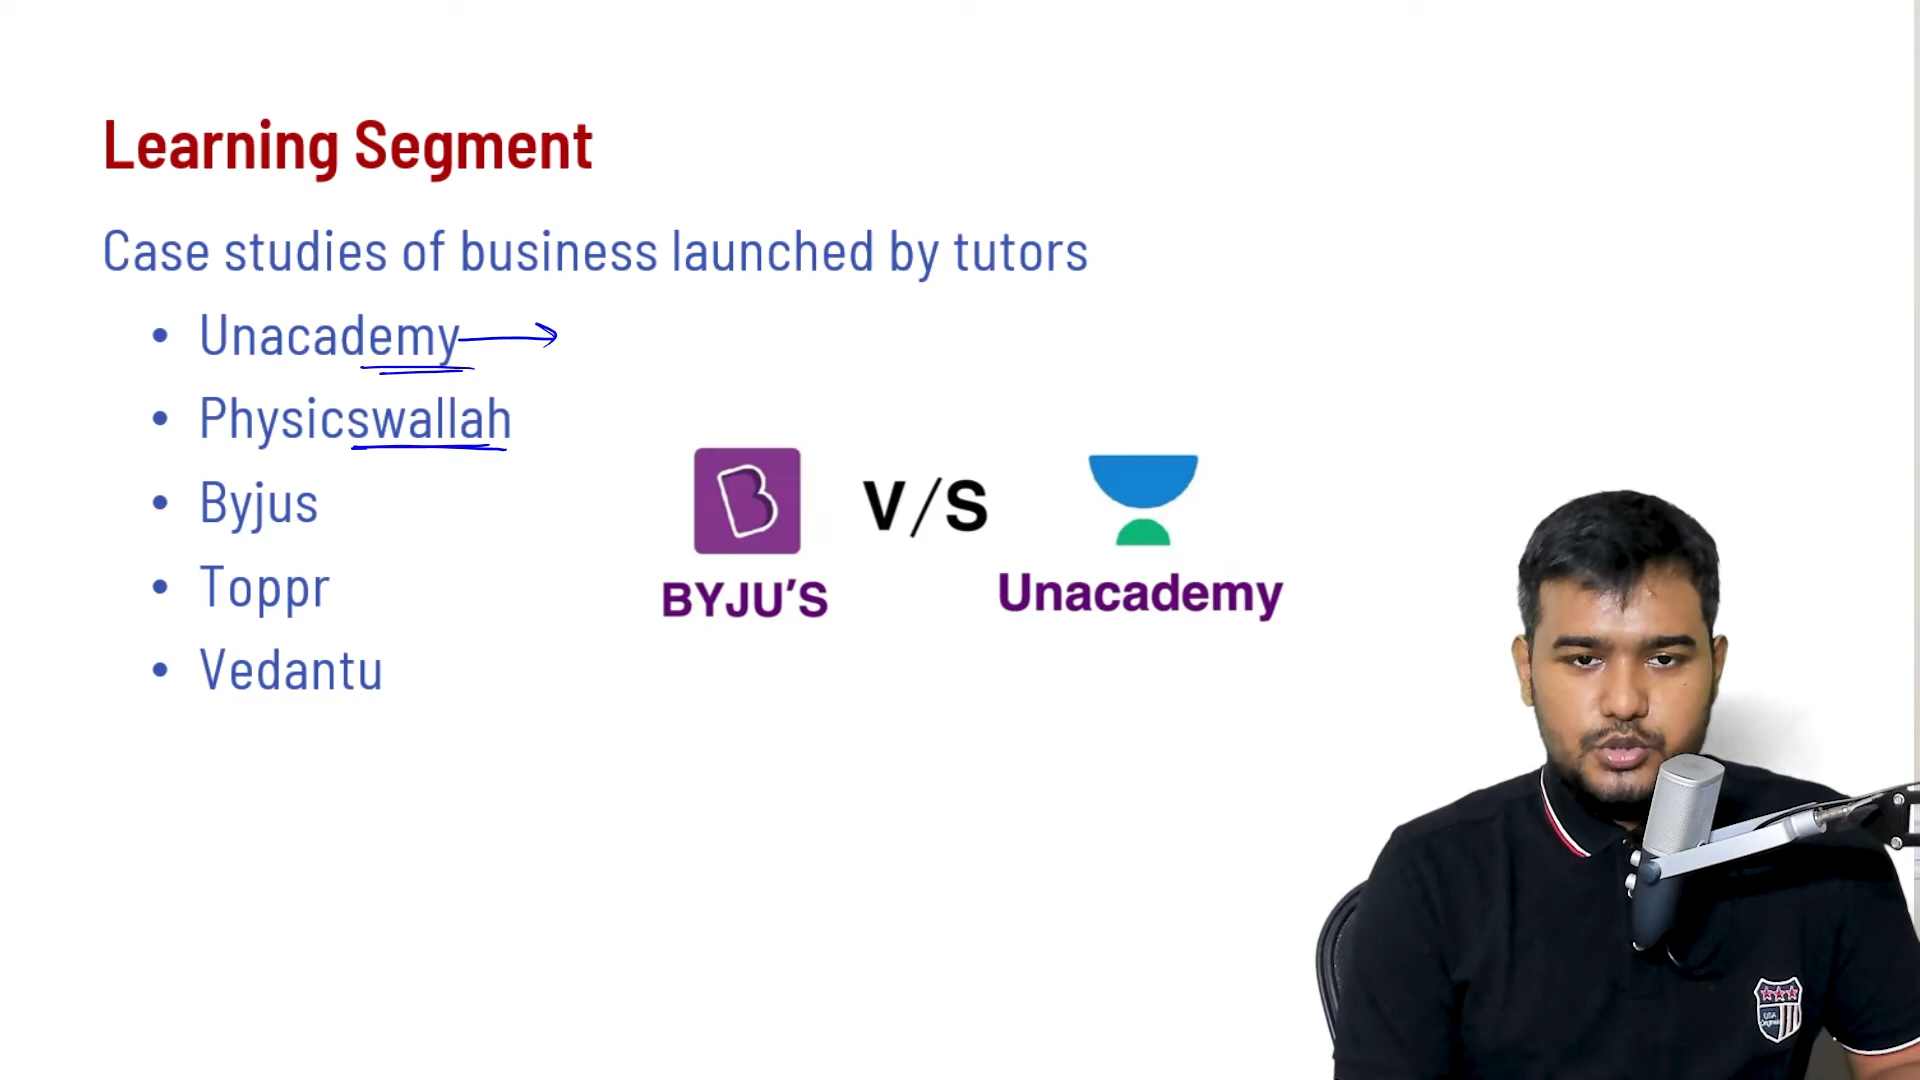 Learning Segment
Case studies of business launched by tutors
• Unacademy
• Physicswallah
• Byjus
• Toppr
• Vedantu
V/S
BYJU'S
Unacademy